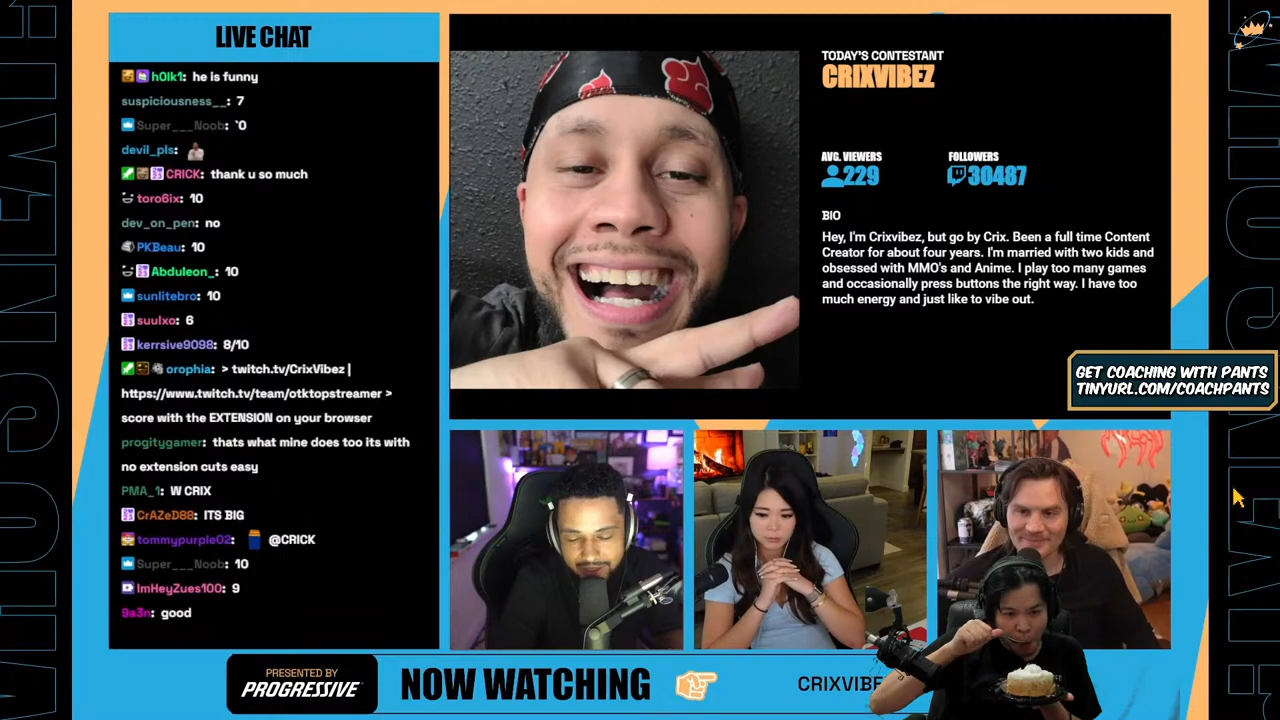 LIVE CHAT
h0lk1: he is funny
suspiciousness__: 7
Super___Noob: `0
devil_pls:
CRICK: thank u so much
toro6ix: 10
dev_on_pen: no
PKBeau: 10
Abduleon_: 10
sunlitebro: 10
suulxo: 6
kerrsive9098: 8/10
orophia: > twitch.tv/CrixVibez |
https://www.twitch.tv/team/otktopstreamer >
score with the EXTENSION on your browser
progitygamer: thats what mine does too its with
no extension cuts easy
PMA_1: W CRIX
CrAZeD88: ITS BIG
tommypurple02: @CRICK
Super___Noob: 10
ImHeyZues100: 9
9a3n: good
TODAY'S CONTESTANT
CRIXVIBEZ
AVG. VIEWERS
229
FOLLOWERS
30487
BIO
Hey, I'm Crixvibez, but go by Crix. Been a full time Content
Creator for about four years. I'm married with two kids and
obsessed with MMO's and Anime. I play too many games
and occasionally press buttons the right way. I have too
much energy and just like to vibe out.
GET COACHING WITH PANTS
TINYURL.COM/COACHPANTS
PRESENTED BY
PROGRESSIVE
NOW WATCHING
CRIXVIBE